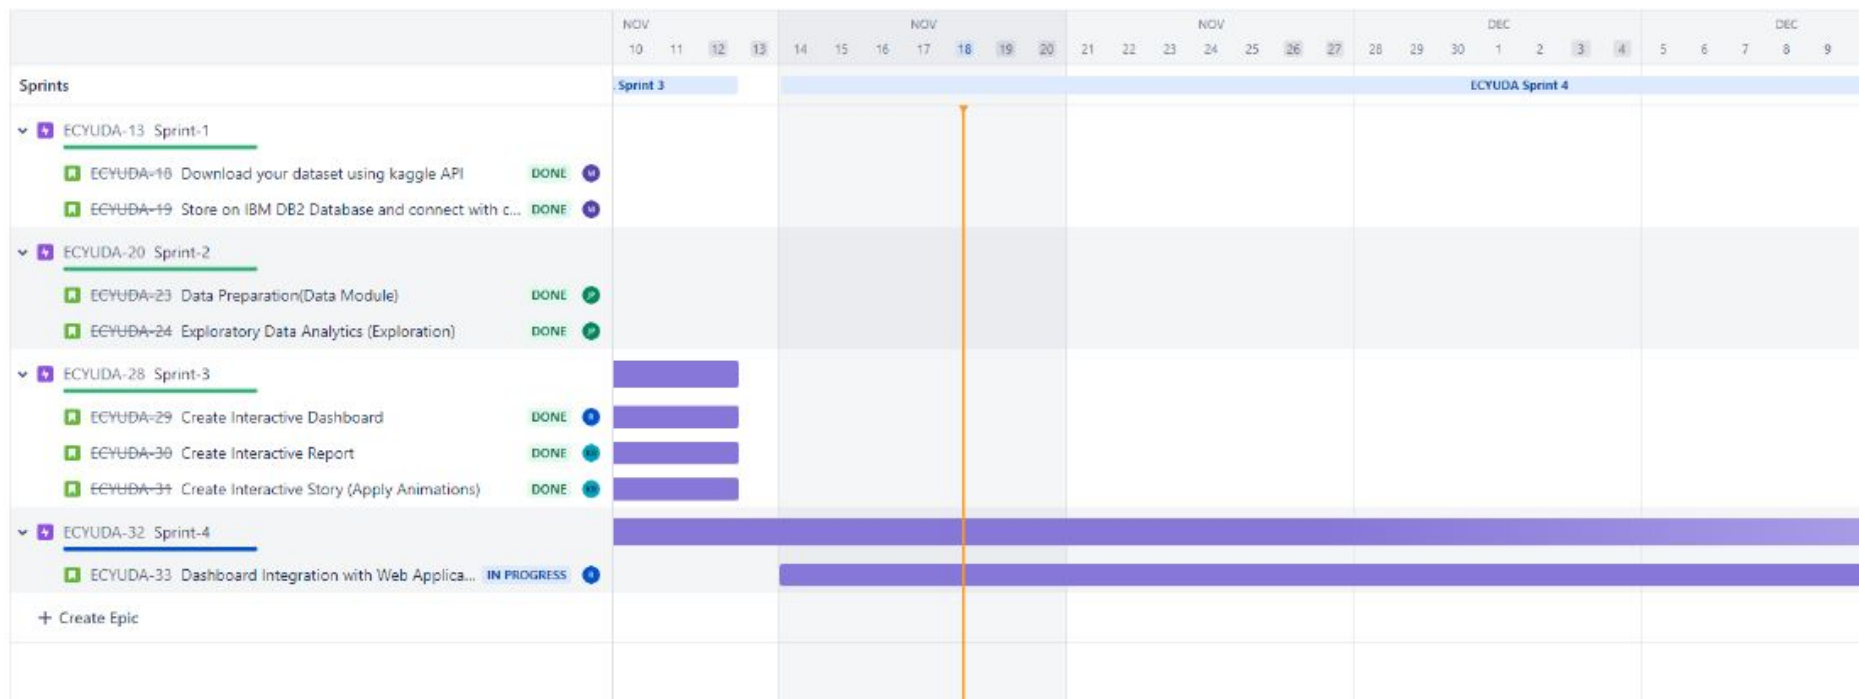 NOV NOV NOV DEC DEC
10 11 12 13 14 15 16 17 18 19 20 21 22 23 24 25 26 27 28 29 30 1 2 3 4 5 6 7 8 9
Sprints . Sprint 3 ECYUDA Sprint 4
ECYUDA-13 Sprint-1
ECYUDA-18 Download your dataset using kaggle API DONE M
ECYUDA-19 Store on IBM DB2 Database and connect with c... DONE M
ECYUDA-20 Sprint-2
ECYUDA-23 Data Preparation(Data Module) DONE JP
ECYUDA-24 Exploratory Data Analytics (Exploration) DONE JP
ECYUDA-28 Sprint-3
ECYUDA-29 Create Interactive Dashboard DONE
ECYUDA-30 Create Interactive Report DONE
ECYUDA-31 Create Interactive Story (Apply Animations) DONE
ECYUDA-32 Sprint-4
ECYUDA-33 Dashboard Integration with Web Applica... IN PROGRESS
+ Create Epic